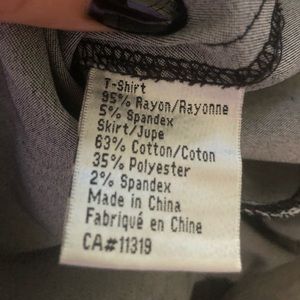 T-Shirt
95% Rayon/Rayonne
5% Spandex
Skirt/Jupe
63% Cotton/Coton
35% Polyester
2% Spandex
Made in China
Fabriqué en Chine
CA#11319